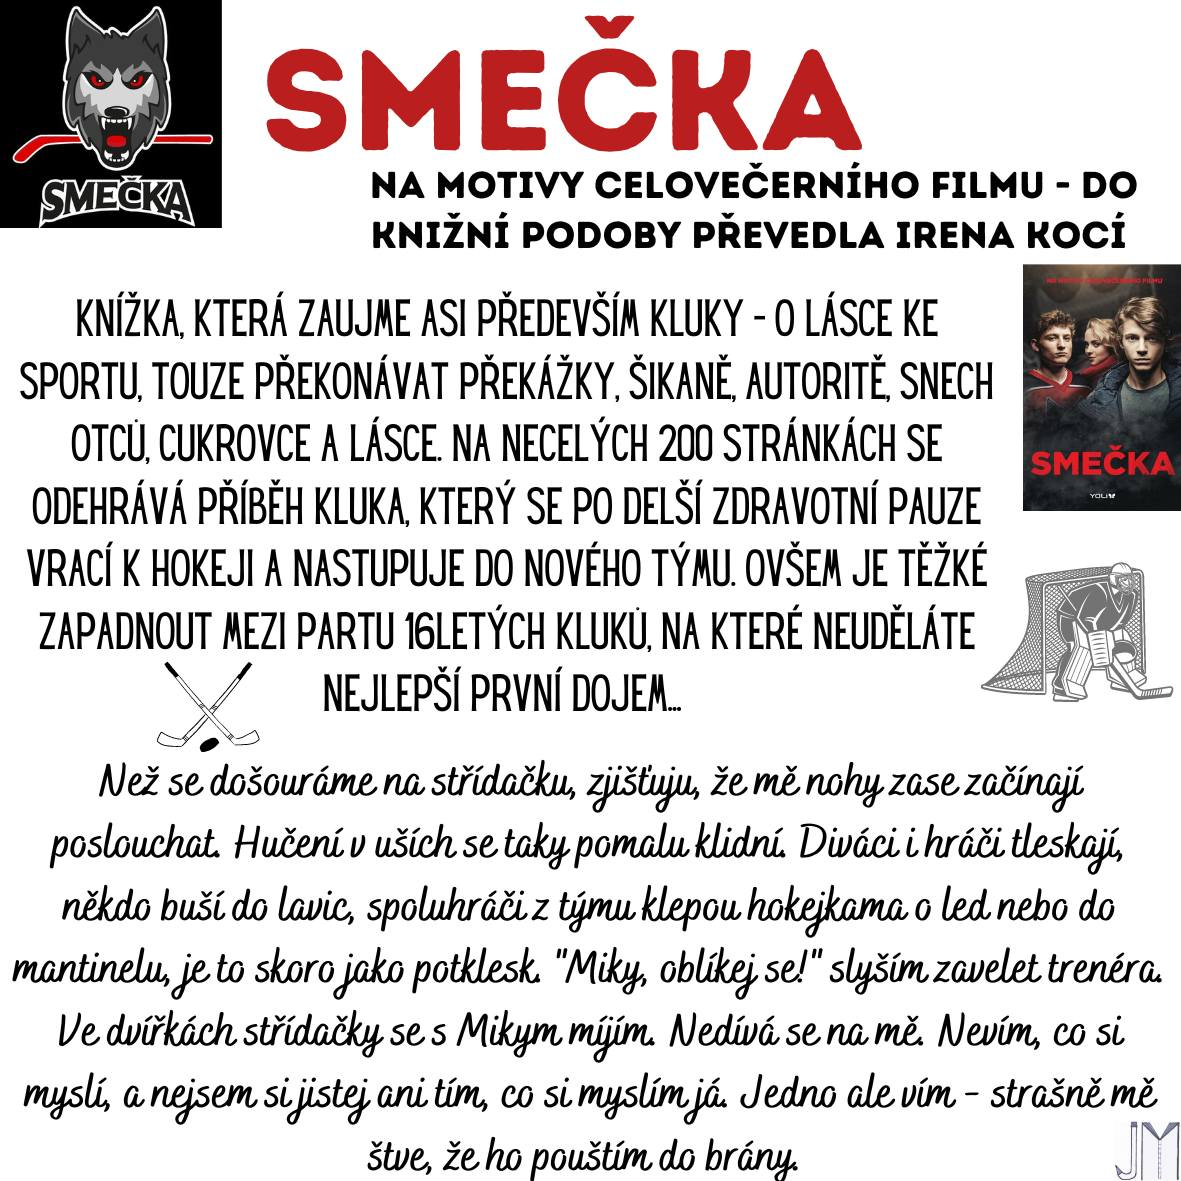 SMEČKA
SMEČKA
NA MOTIVY CELOVEČERNÍHO FILMU - DO
KNIŽNÍ PODOBY PŘEVEDLA IRENA KOCÍ
NA MOTIVY CELOVEČERNÍHO FILMU
SMEČKA
YOLI
KNÍŽKA, KTERÁ ZAUJME ASI PŘEDEVŠÍM KLUKY - O LÁSCE KE
SPORTU, TOUZE PŘEKONÁVAT PŘEKÁŽKY, ŠIKANĚ, AUTORITĚ, SNECH
OTCŮ, CUKROVCE A LÁSCE. NA NECELÝCH 200 STRÁNKÁCH SE
ODEHRÁVÁ PŘÍBĚH KLUKA, KTERÝ SE PO DELŠÍ ZDRAVOTNÍ PAUZE
VRACÍ K HOKEJI A NASTUPUJE DO NOVÉHO TÝMU. OVŠEM JE TĚŽKÉ
ZAPADNOUT MEZI PARTU 16LETÝCH KLUKŮ, NA KTERÉ NEUDĚLÁTE
NEJLEPŠÍ PRVNÍ DOJEM...
Než se došouráme na střídačku, zjišťuju, že mě nohy zase začínají
poslouchat. Hučení v uších se taky pomalu klidní. Diváci i hráči tleskají,
někdo buší do lavic, spoluhráči z týmu klepou hokejkama o led nebo do
mantinelu, je to skoro jako potklesk. "Miky, oblíkej se!" slyším zavelet trenéra.
Ve dvířkách střídačky se s Mikym míjím. Nedívá se na mě. Nevím, co si
myslí, a nejsem si jistej ani tím, co si myslím já. Jedno ale vím - strašně mě
štve, že ho pouštím do brány.
JM